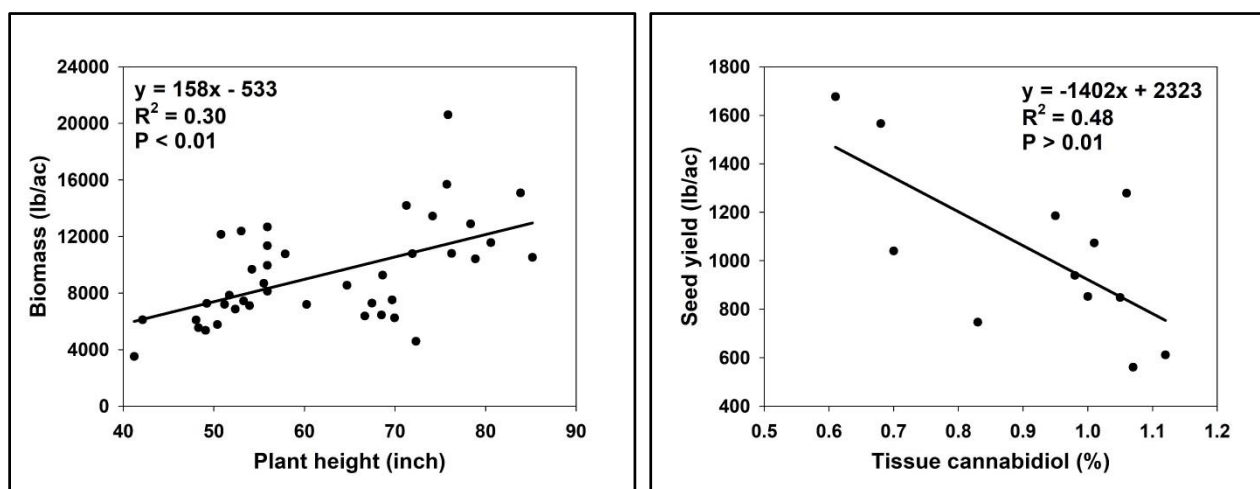 y = 158x - 533
R² = 0.30
P < 0.01
24000
20000
16000
12000
8000
4000
0
Biomass (lb/ac)
40 50 60 70 80 90
Plant height (inch)
y = -1402x + 2323
R² = 0.48
P > 0.01
1800
1600
1400
1200
1000
800
600
400
Seed yield (lb/ac)
0.5 0.6 0.7 0.8 0.9 1.0 1.1 1.2
Tissue cannabidiol (%)